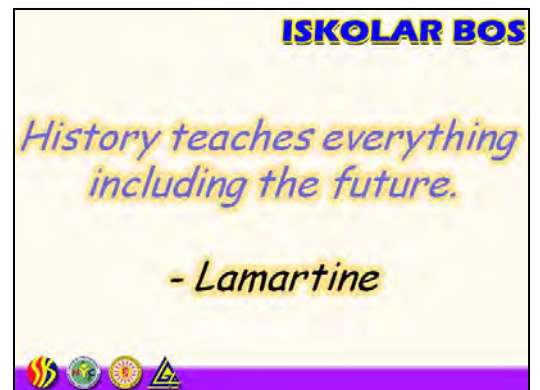 ISKOLAR BOS
History teaches everything
including the future.
- Lamartine